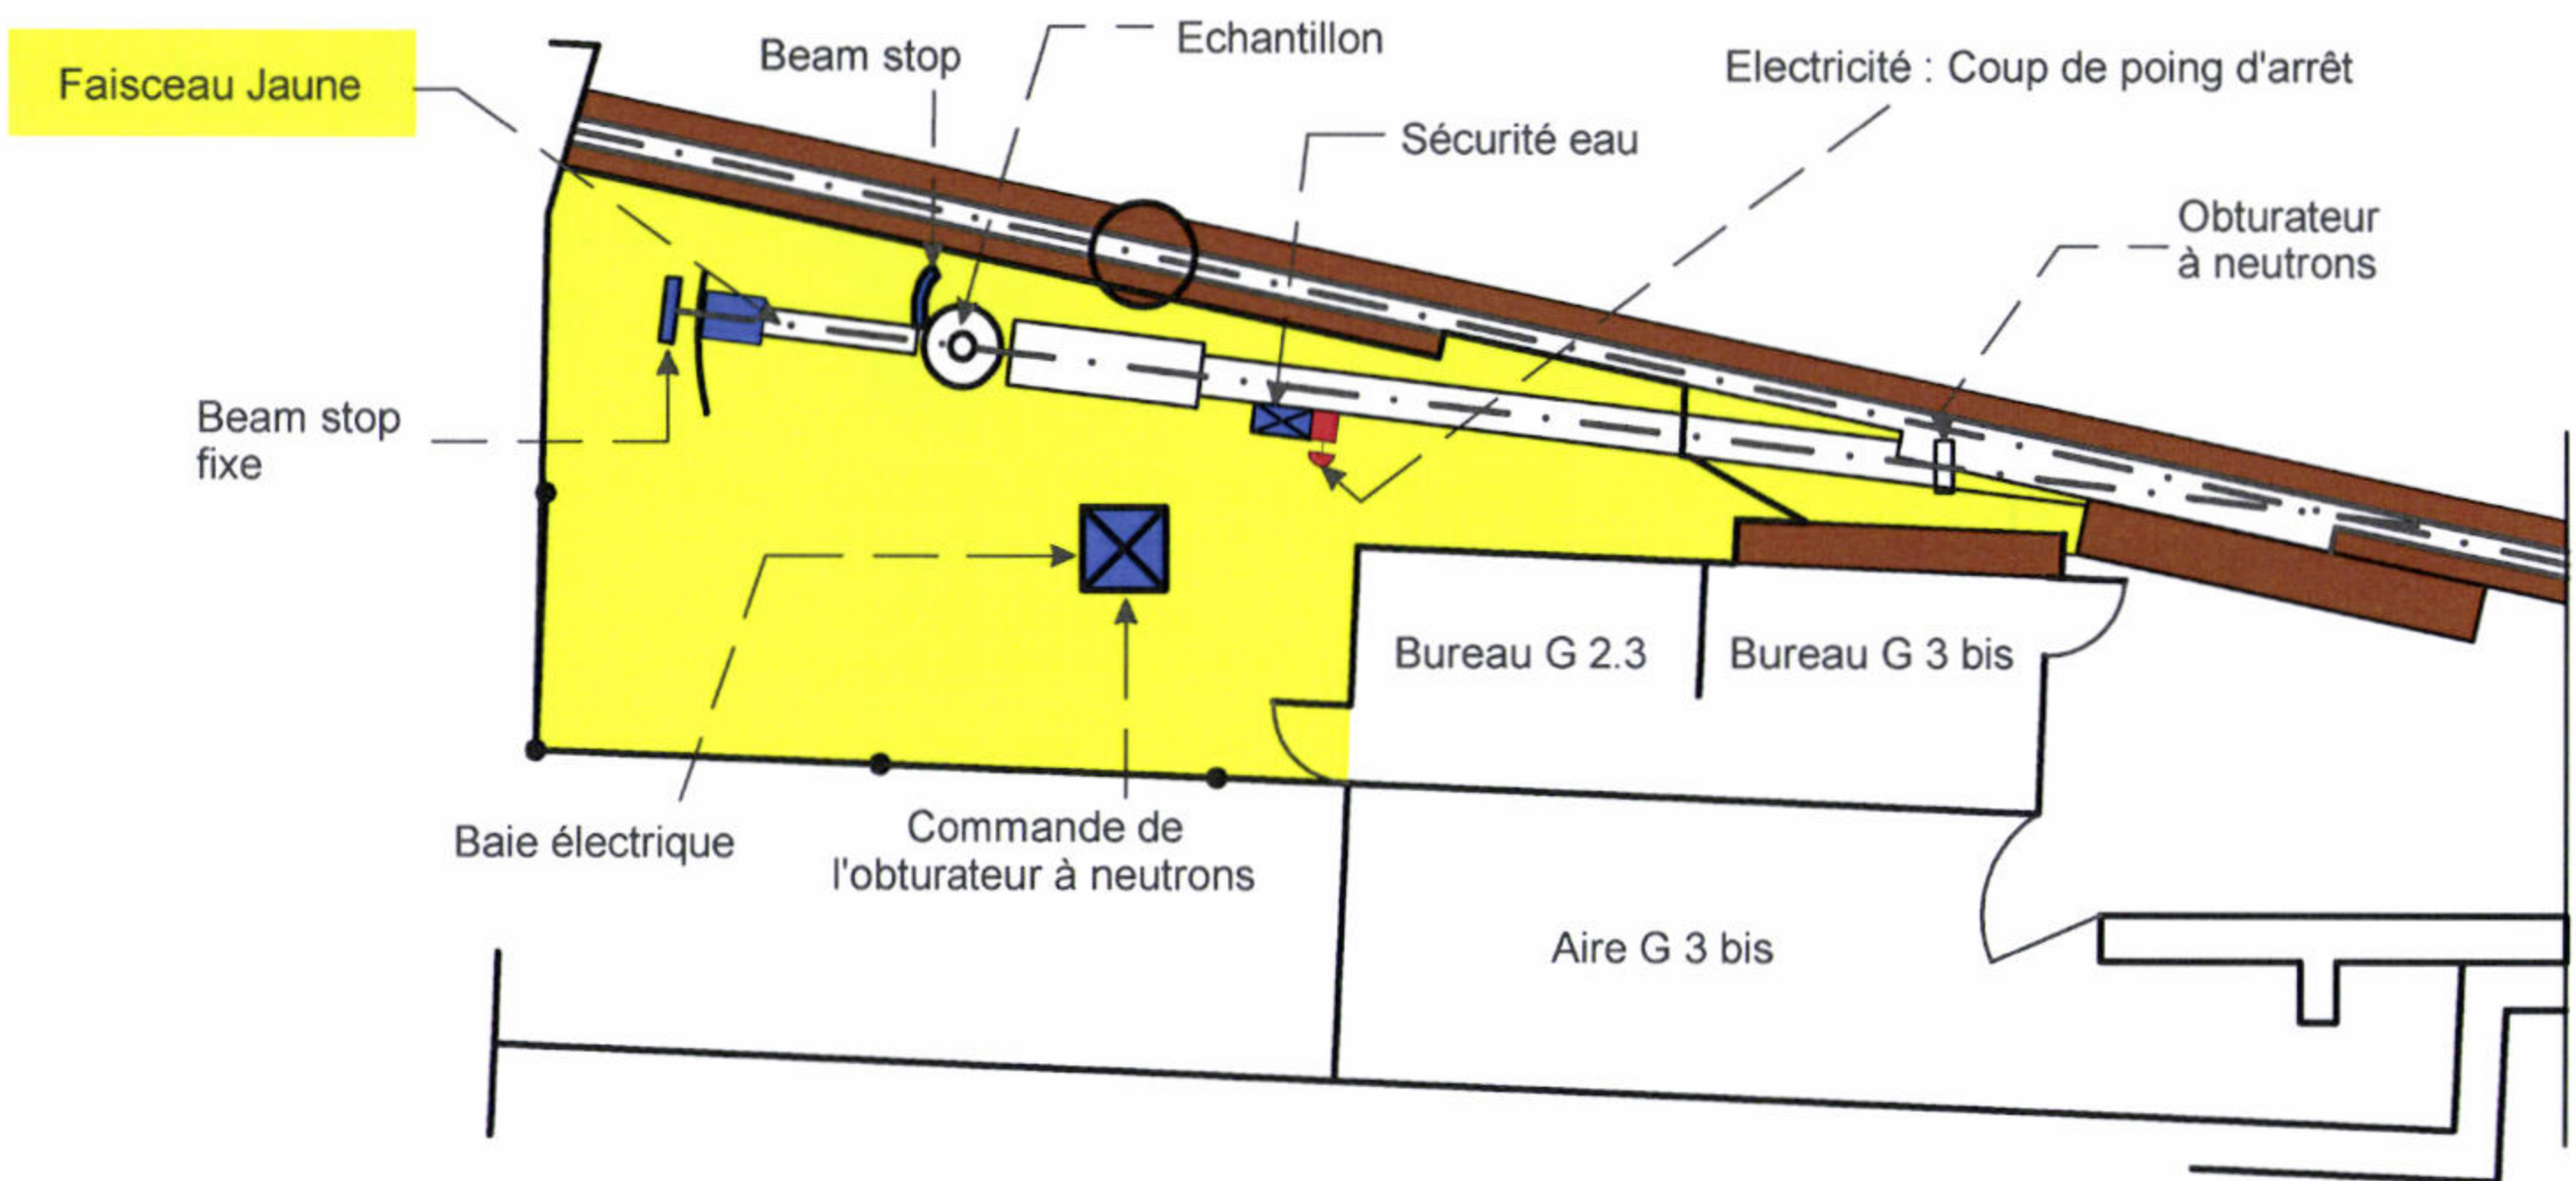 Faisceau Jaune
Beam stop
Echantillon
Electricité : Coup de poing d'arrêt
Sécurité eau
Obturateur
à neutrons
Beam stop
fixe
Bureau G 2.3
Bureau G 3 bis
Baie électrique
Commande de
l'obturateur à neutrons
Aire G 3 bis